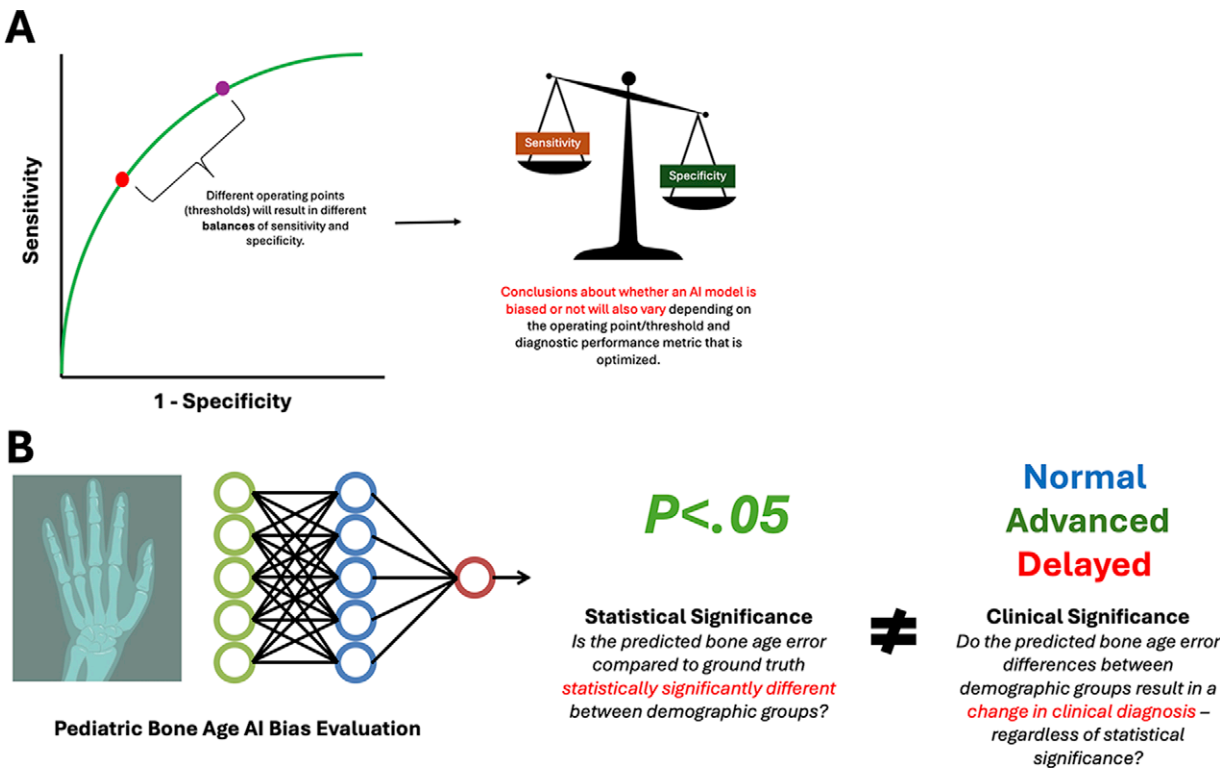 A
Sensitivity
1 - Specificity
Different operating points
(thresholds) will result in different
balances of sensitivity and
specificity.
Sensitivity
Specificity
Conclusions about whether an AI model is
biased or not will also vary depending on
the operating point/threshold and
diagnostic performance metric that is
optimized.
B
Pediatric Bone Age AI Bias Evaluation
P<.05
Statistical Significance
Is the predicted bone age error
compared to ground truth
statistically significantly different
between demographic groups?
≠
Normal
Advanced
Delayed
Clinical Significance
Do the predicted bone age error
differences between
demographic groups result in a
change in clinical diagnosis –
regardless of statistical
significance?